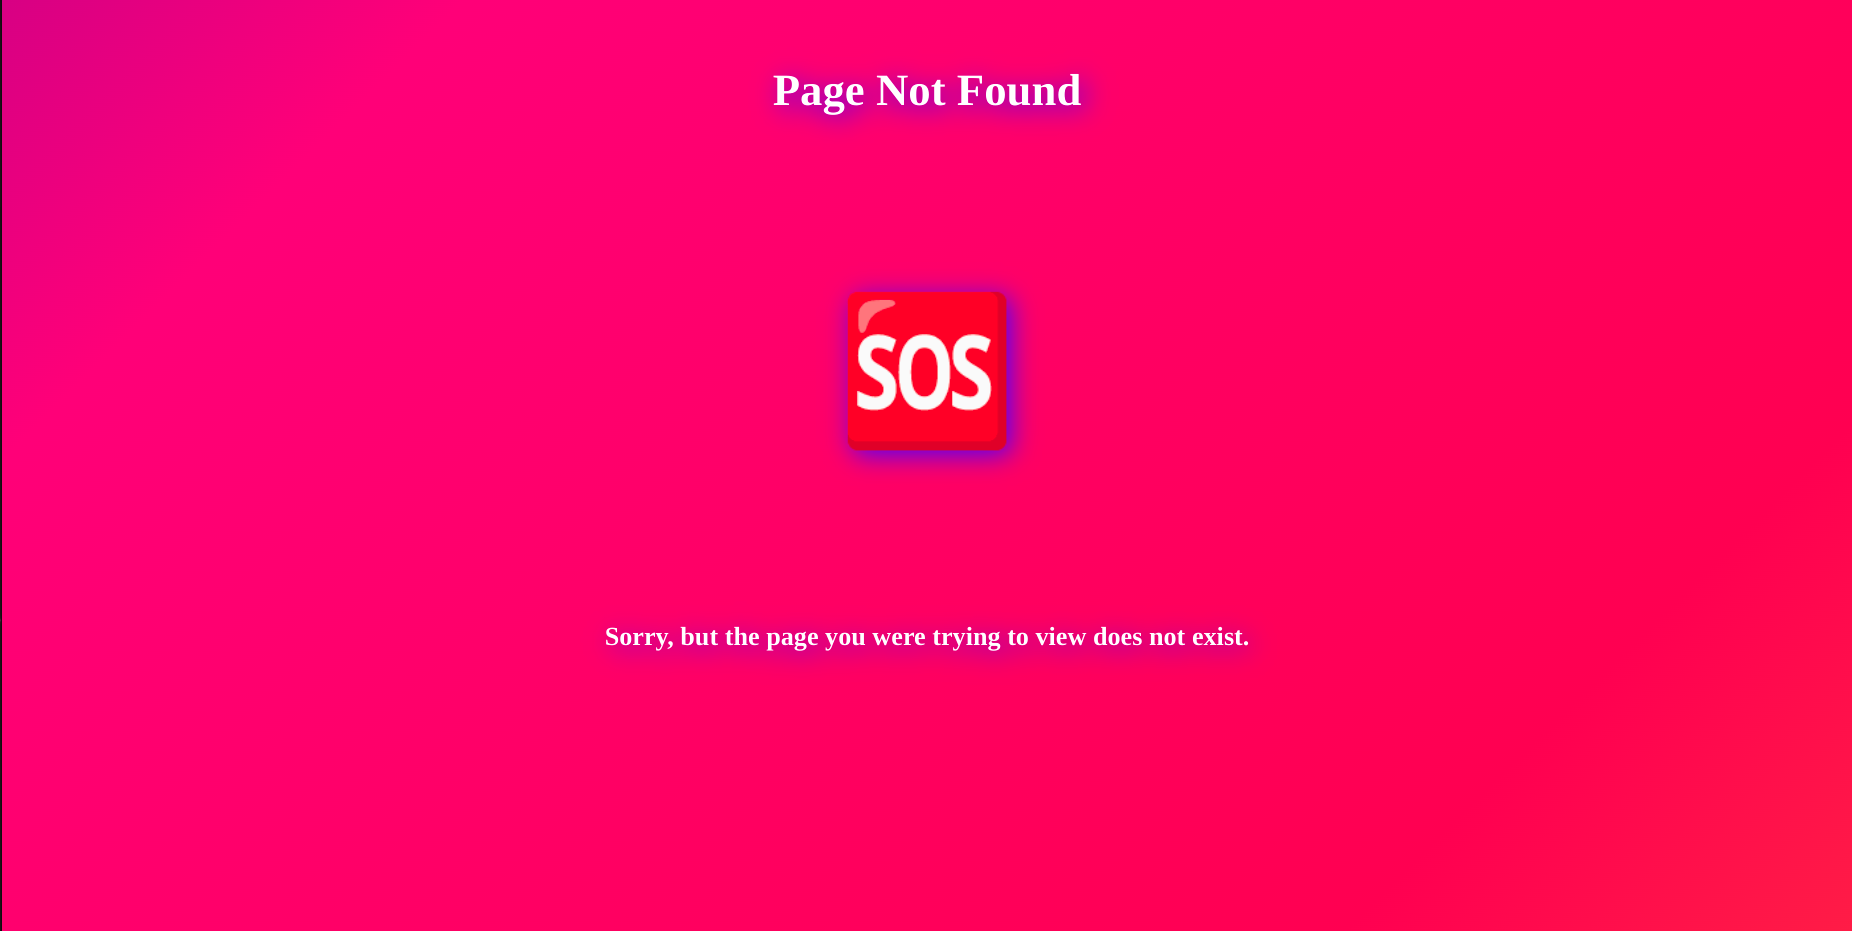 Page Not Found
SOS
Sorry, but the page you were trying to view does not exist.